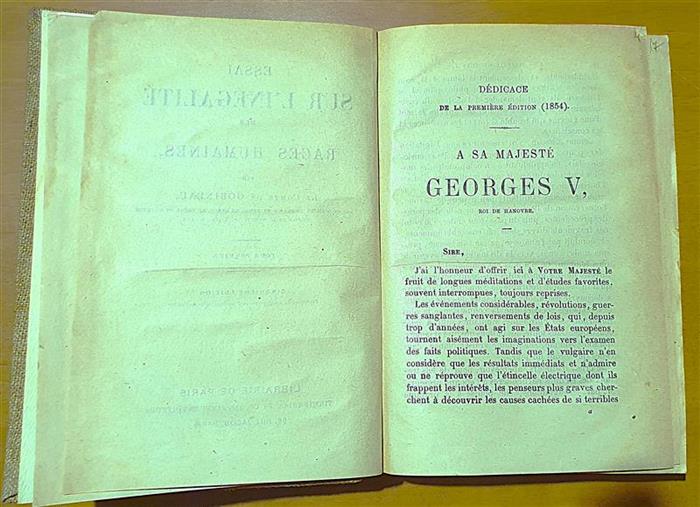 ESSAI
SUR L'INÉGALITÉ
RACES HUMAINES,
DÉDICACE
DE LA PREMIÈRE ÉDITION (1854).
A SA MAJESTÉ
GEORGES V,
ROI DE HANOVRE.
SIRE,
J'ai l'honneur d'offrir ici à VOTRE MAJESTÉ le
fruit de longues méditations et d'études favorites,
souvent interrompues, toujours reprises.
Les événements considérables, révolutions, guer-
res sanglantes, renversements de lois, qui, depuis
trop d'années, ont agi sur les États européens,
tournent aisément les imaginations vers l'examen
des faits politiques. Tandis que le vulgaire n'en
considère que les résultats immédiats et n'admire
ou ne réprouve que l'étincelle électrique dont ils
frappent les intérêts, les penseurs plus graves cher-
chent à découvrir les causes cachées de si terribles
a